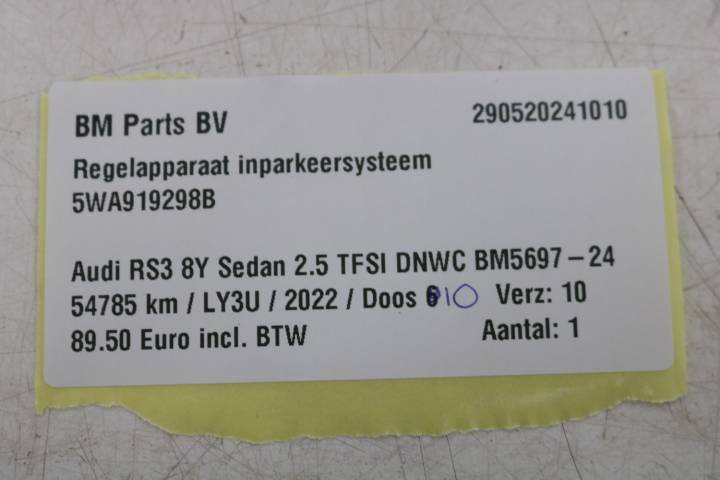 BM Parts BV 290520241010
Regelapparaat inparkeersysteem
5WA919298B
Audi RS3 8Y Sedan 2.5 TFSI DNWC BM5697-24
54785 km / LY3U / 2022 / Doos 10 Verz: 10
89.50 Euro incl. BTW Aantal: 1